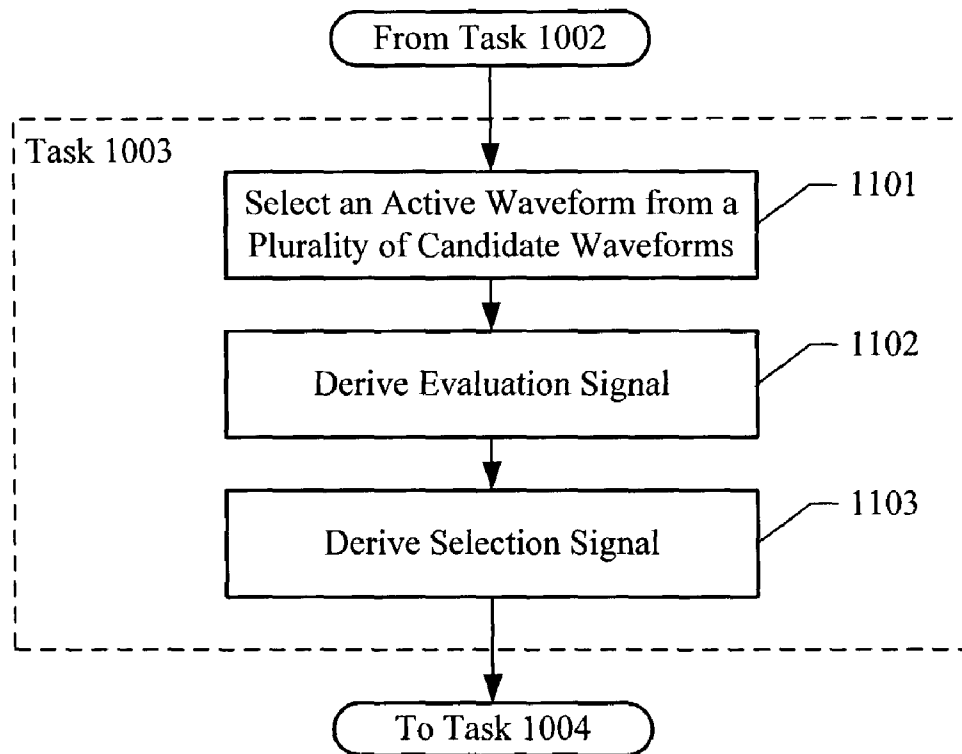 From Task 1002
Task 1003
Select an Active Waveform from a
Plurality of Candidate Waveforms
1101
Derive Evaluation Signal
1102
Derive Selection Signal
1103
To Task 1004